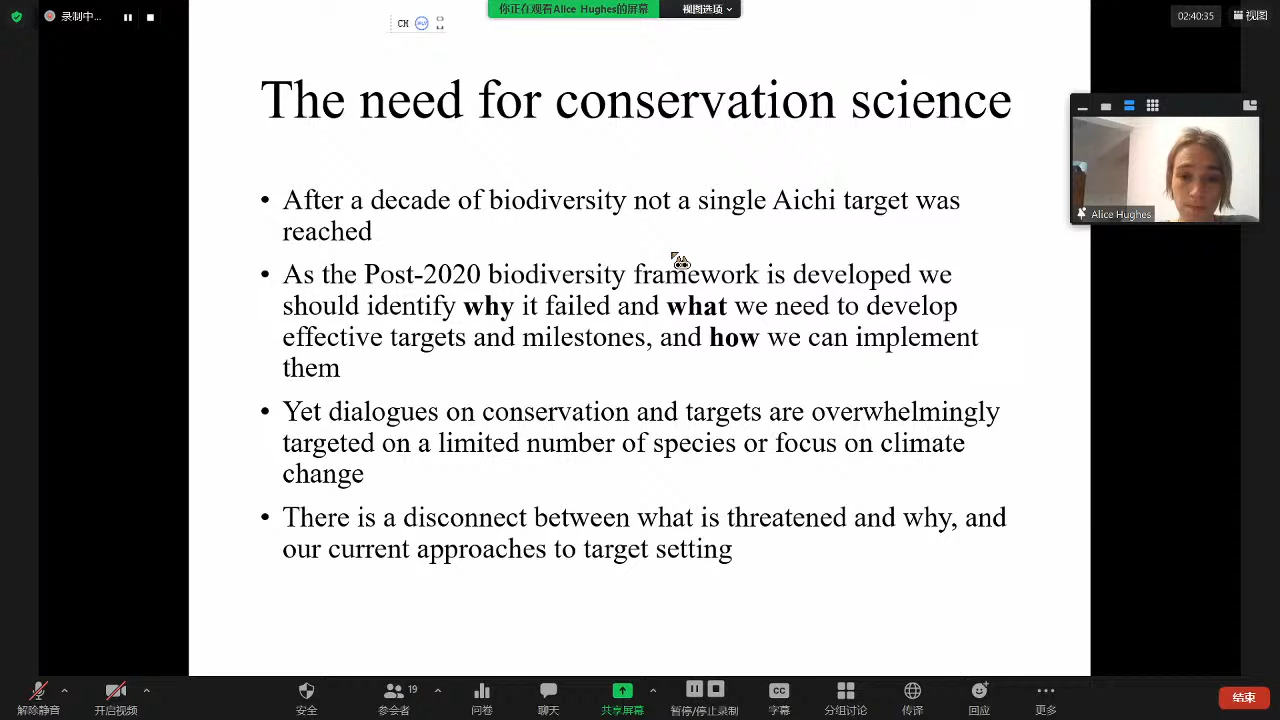 录制中...
CH
你正在观看Alice Hughes的屏幕
视图选项
02:40:35
视图
The need for conservation science
• After a decade of biodiversity not a single Aichi target was
reached
• As the Post-2020 biodiversity framework is developed we
should identify why it failed and what we need to develop
effective targets and milestones, and how we can implement
them
• Yet dialogues on conservation and targets are overwhelmingly
targeted on a limited number of species or focus on climate
change
• There is a disconnect between what is threatened and why, and
our current approaches to target setting
Alice Hughes
解除静音
开启视频
安全
19
参会者
问卷
聊天
共享屏幕
暂停/停止录制
CC
字幕
分组讨论
传译
回应
更多
结束